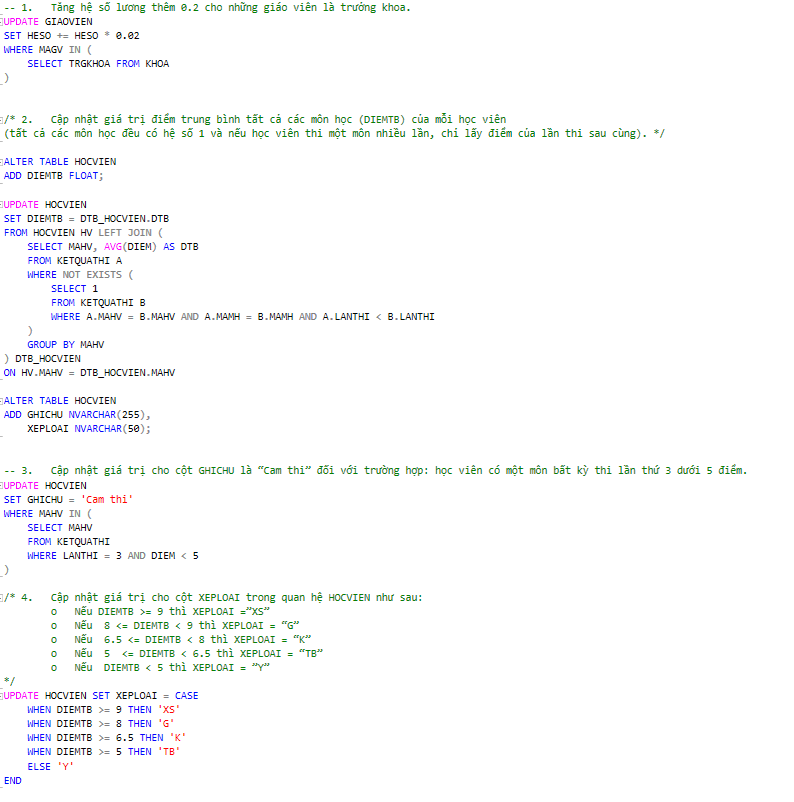 -- 1.   Tăng hệ số lương thêm 0.2 cho những giáo viên là trưởng khoa.
UPDATE GIAOVIEN
SET HESO += HESO * 0.02
WHERE MAGV IN (
    SELECT TRGKHOA FROM KHOA
)
/* 2.   Cập nhật giá trị điểm trung bình tất cả các môn học (DIEMTB) của mỗi học viên
(tất cả các môn học đều có hệ số 1 và nếu học viên thi một môn nhiều lần, chỉ lấy điểm của lần thi sau cùng). */
ALTER TABLE HOCVIEN
ADD DIEMTB FLOAT;
UPDATE HOCVIEN
SET DIEMTB = DTB_HOCVIEN.DTB
FROM HOCVIEN HV LEFT JOIN (
    SELECT MAHV, AVG(DIEM) AS DTB
    FROM KETQUATHI A
    WHERE NOT EXISTS (
        SELECT 1
        FROM KETQUATHI B
        WHERE A.MAHV = B.MAHV AND A.MAMH = B.MAMH AND A.LANTHI < B.LANTHI
    )
    GROUP BY MAHV
) DTB_HOCVIEN
ON HV.MAHV = DTB_HOCVIEN.MAHV
ALTER TABLE HOCVIEN
ADD GHICHU NVARCHAR(255),
    XEPLOAI NVARCHAR(50);
-- 3.   Cập nhật giá trị cho cột GHICHU là “Cam thi” đối với trường hợp: học viên có một môn bất kỳ thi lần thứ 3 dưới 5 điểm.
UPDATE HOCVIEN
SET GHICHU = 'Cam thi'
WHERE MAHV IN (
    SELECT MAHV
    FROM KETQUATHI
    WHERE LANTHI = 3 AND DIEM < 5
)
/* 4.   Cập nhật giá trị cho cột XEPLOAI trong quan hệ HOCVIEN như sau:
        o   Nếu DIEMTB >= 9 thì XEPLOAI =”XS”
        o   Nếu  8 <= DIEMTB < 9 thì XEPLOAI = “G”
        o   Nếu  6.5 <= DIEMTB < 8 thì XEPLOAI = “K”
        o   Nếu  5  <= DIEMTB < 6.5 thì XEPLOAI = “TB”
        o   Nếu  DIEMTB < 5 thì XEPLOAI = ”Y”
*/
UPDATE HOCVIEN SET XEPLOAI = CASE
    WHEN DIEMTB >= 9 THEN 'XS'
    WHEN DIEMTB >= 8 THEN 'G'
    WHEN DIEMTB >= 6.5 THEN 'K'
    WHEN DIEMTB >= 5 THEN 'TB'
    ELSE 'Y'
END